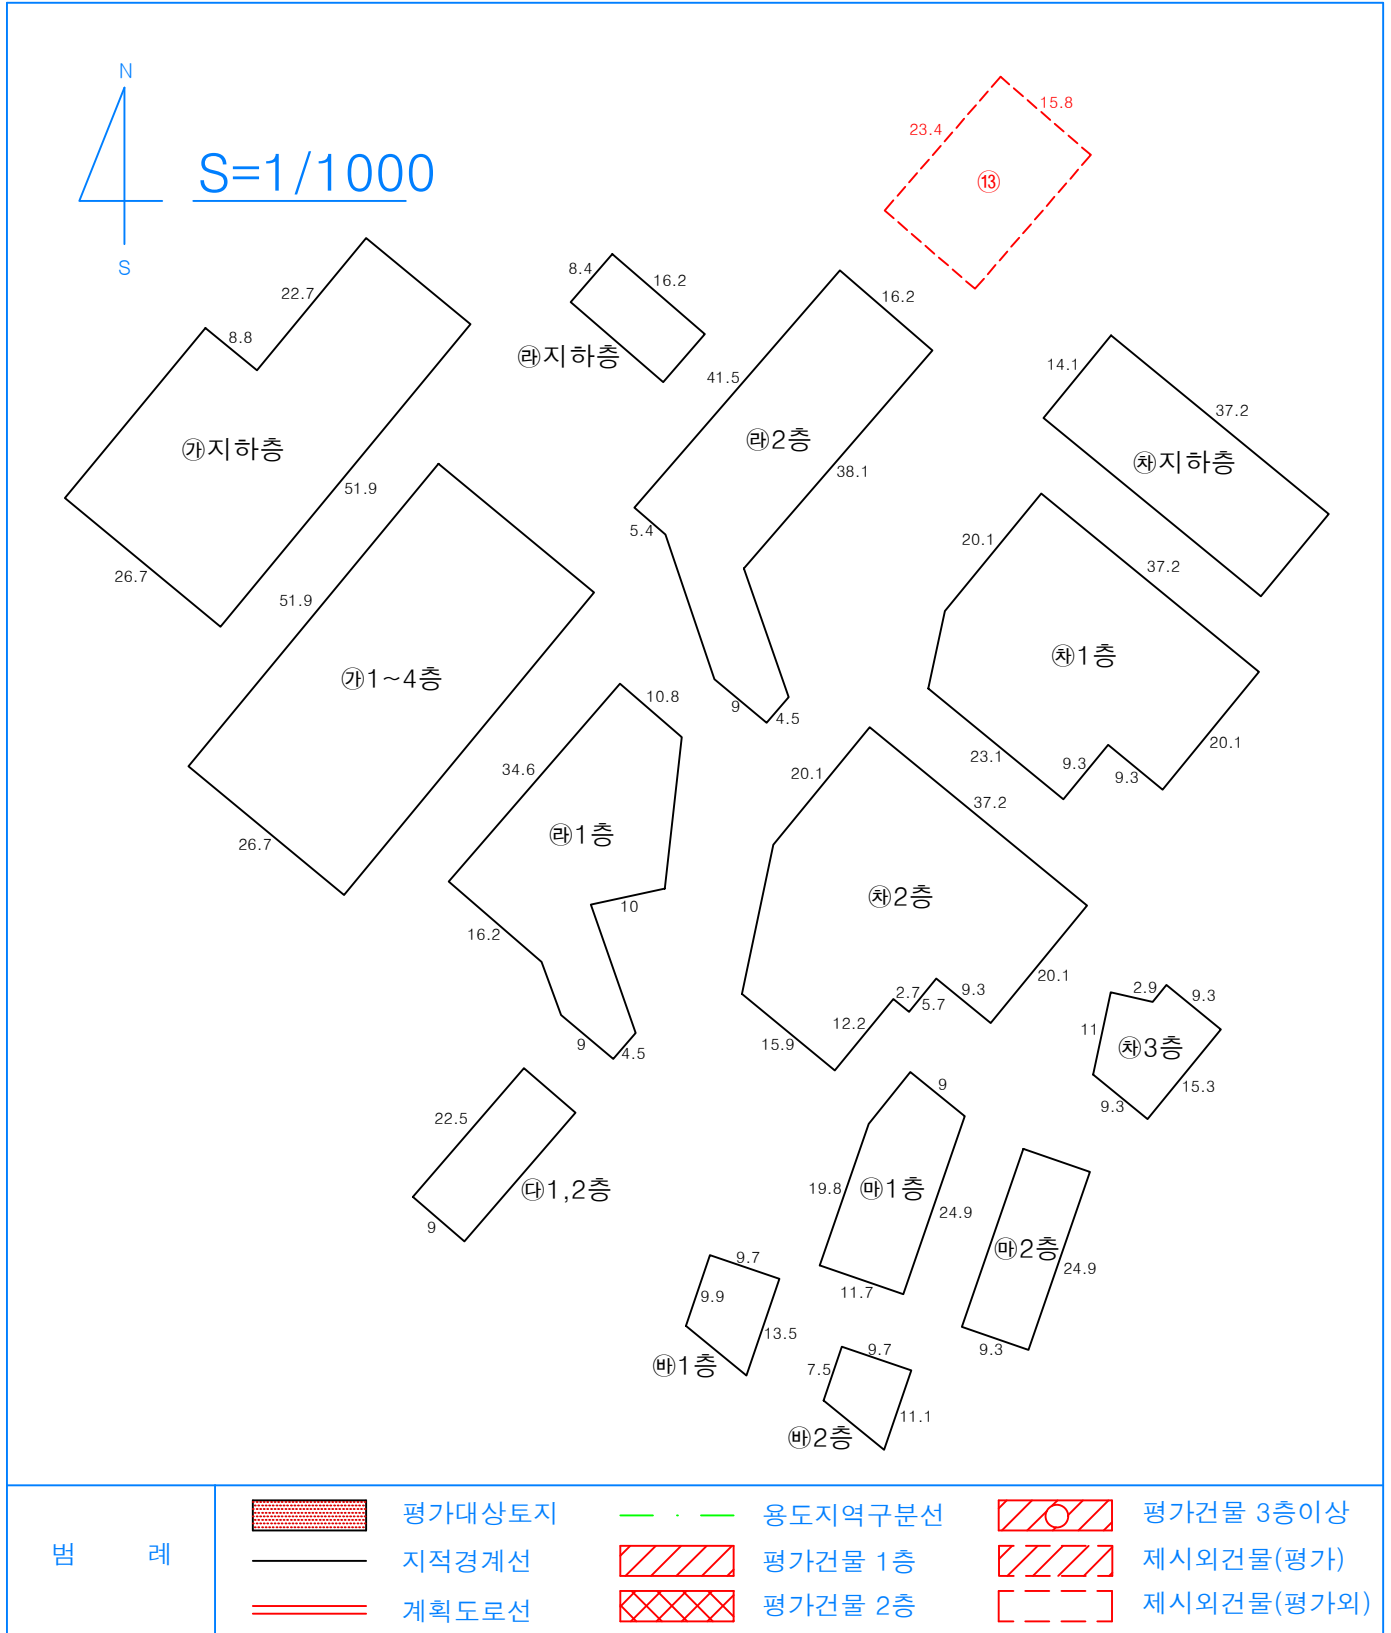 N
S
S=1/1000
15.8
23.4
⑬
22.7
8.8
㉮지하층
51.9
26.7
8.4
16.2
㉱지하층
16.2
41.5
㉱2층
38.1
5.4
9
4.5
14.1
37.2
㉷지하층
20.1
37.2
㉷1층
20.1
23.1
9.3
9.3
51.9
㉮1~4층
26.7
10.8
34.6
㉱1층
10
16.2
9
4.5
20.1
37.2
㉷2층
20.1
2.7
5.7
9.3
12.2
15.9
2.9
9.3
11
㉷3층
15.3
9.3
22.5
㉰1,2층
9
9
19.8
㉲1층
24.9
11.7
㉲2층
24.9
9.3
9.7
9.9
13.5
㉳1층
9.7
7.5
11.1
㉳2층
범 례
평가대상토지
지적경계선
계획도로선
용도지역구분선
평가건물 1층
평가건물 2층
평가건물 3층이상
제시외건물(평가)
제시외건물(평가외)